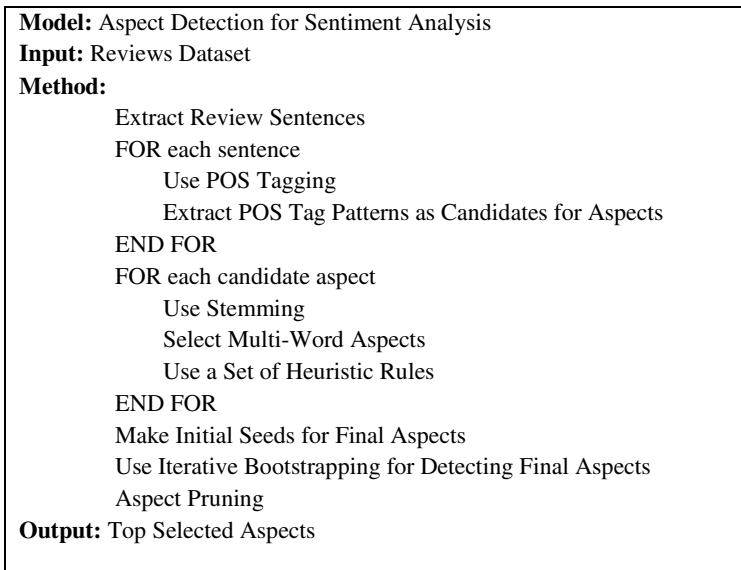 Model: Aspect Detection for Sentiment Analysis
Input: Reviews Dataset
Method:
Extract Review Sentences
FOR each sentence
Use POS Tagging
Extract POS Tag Patterns as Candidates for Aspects
END FOR
FOR each candidate aspect
Use Stemming
Select Multi-Word Aspects
Use a Set of Heuristic Rules
END FOR
Make Initial Seeds for Final Aspects
Use Iterative Bootstrapping for Detecting Final Aspects
Aspect Pruning
Output: Top Selected Aspects